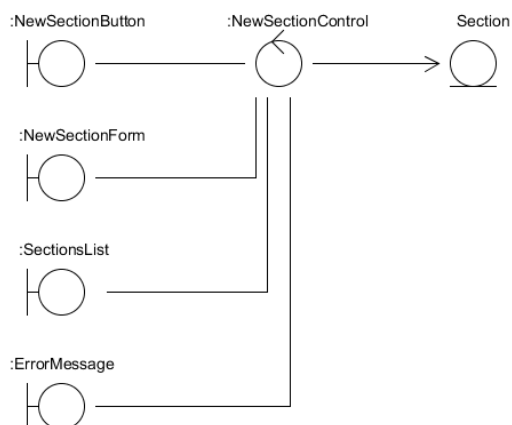 :NewSectionButton
:NewSectionControl
Section
:NewSectionForm
:SectionsList
:ErrorMessage